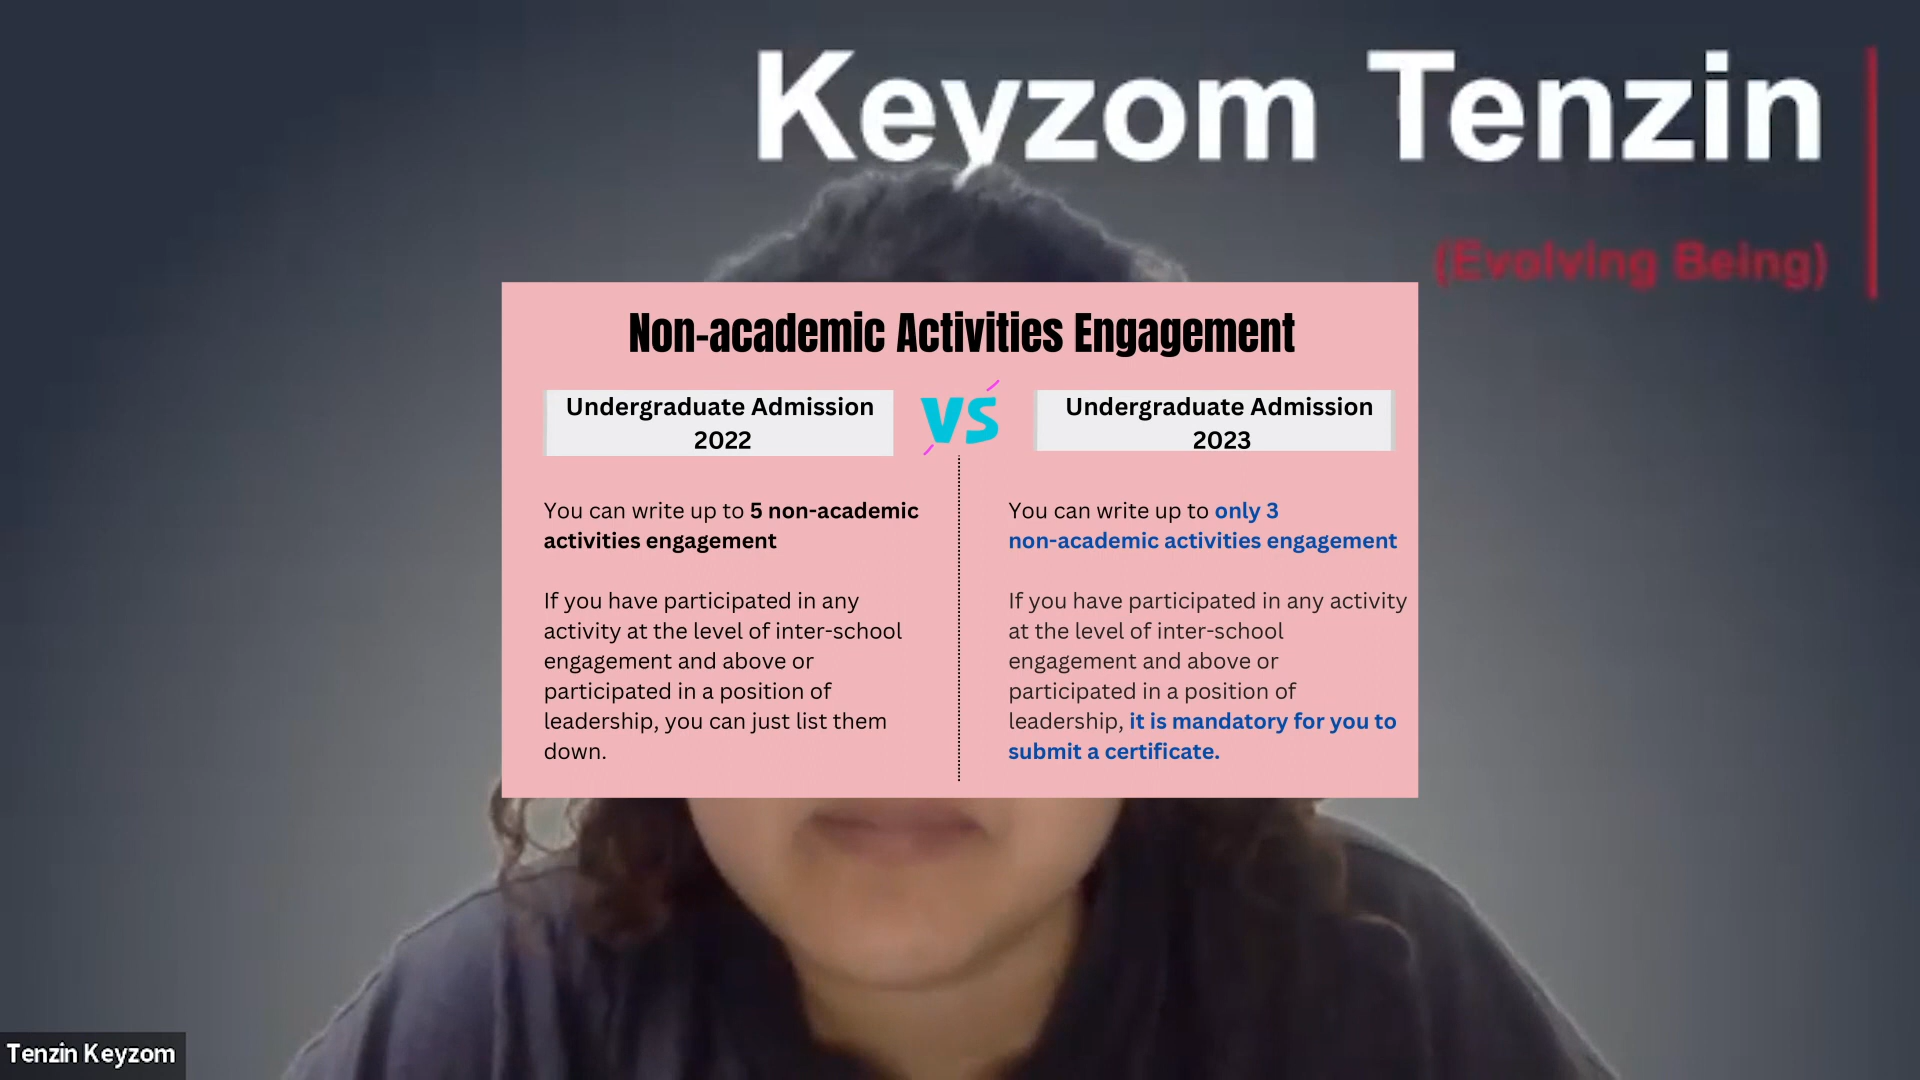 Keyzom Tenzin
(Evolving Being)
Non-academic Activities Engagement
Undergraduate Admission
2022
VS
Undergraduate Admission
2023
You can write up to 5 non-academic
activities engagement
If you have participated in any
activity at the level of inter-school
engagement and above or
participated in a position of
leadership, you can just list them
down.
You can write up to only 3
non-academic activities engagement
If you have participated in any activity
at the level of inter-school
engagement and above or
participated in a position of
leadership, it is mandatory for you to
submit a certificate.
Tenzin Keyzom